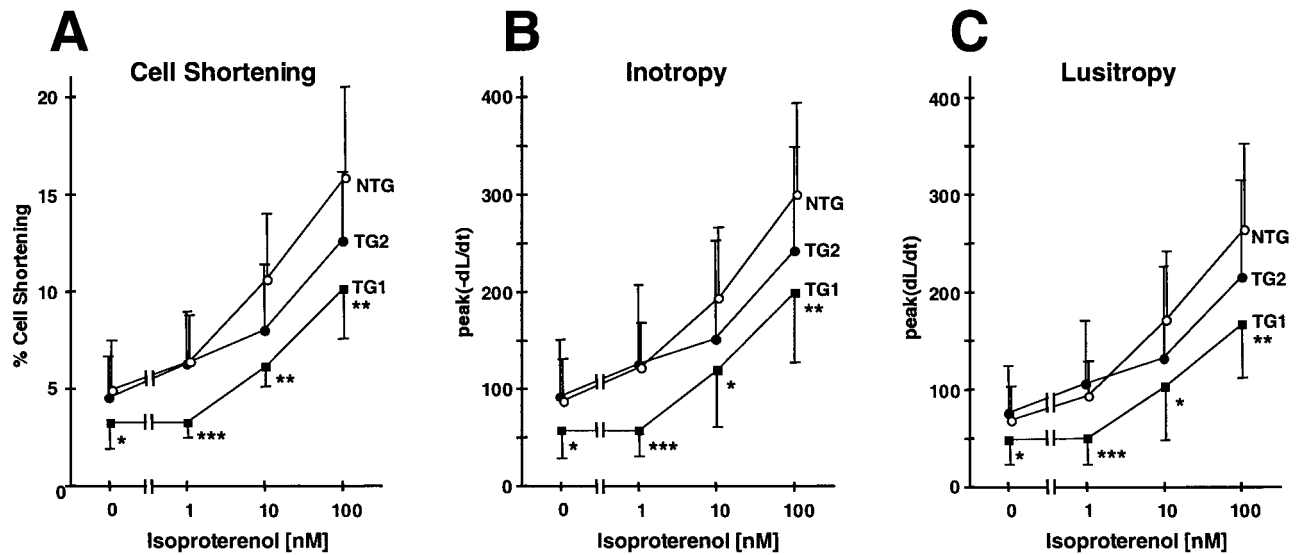 A
Cell Shortening
20
15
10
5
0
% Cell Shortening
NTG
TG2
TG1
**
**
*
***
0 1 10 100
Isoproterenol [nM]
B
Inotropy
400
300
200
100
0
peak(-dL/dt)
NTG
TG2
TG1
**
*
*
***
0 1 10 100
Isoproterenol [nM]
C
Lusitropy
400
300
200
100
0
peak(dL/dt)
NTG
TG2
TG1
**
*
*
***
0 1 10 100
Isoproterenol [nM]